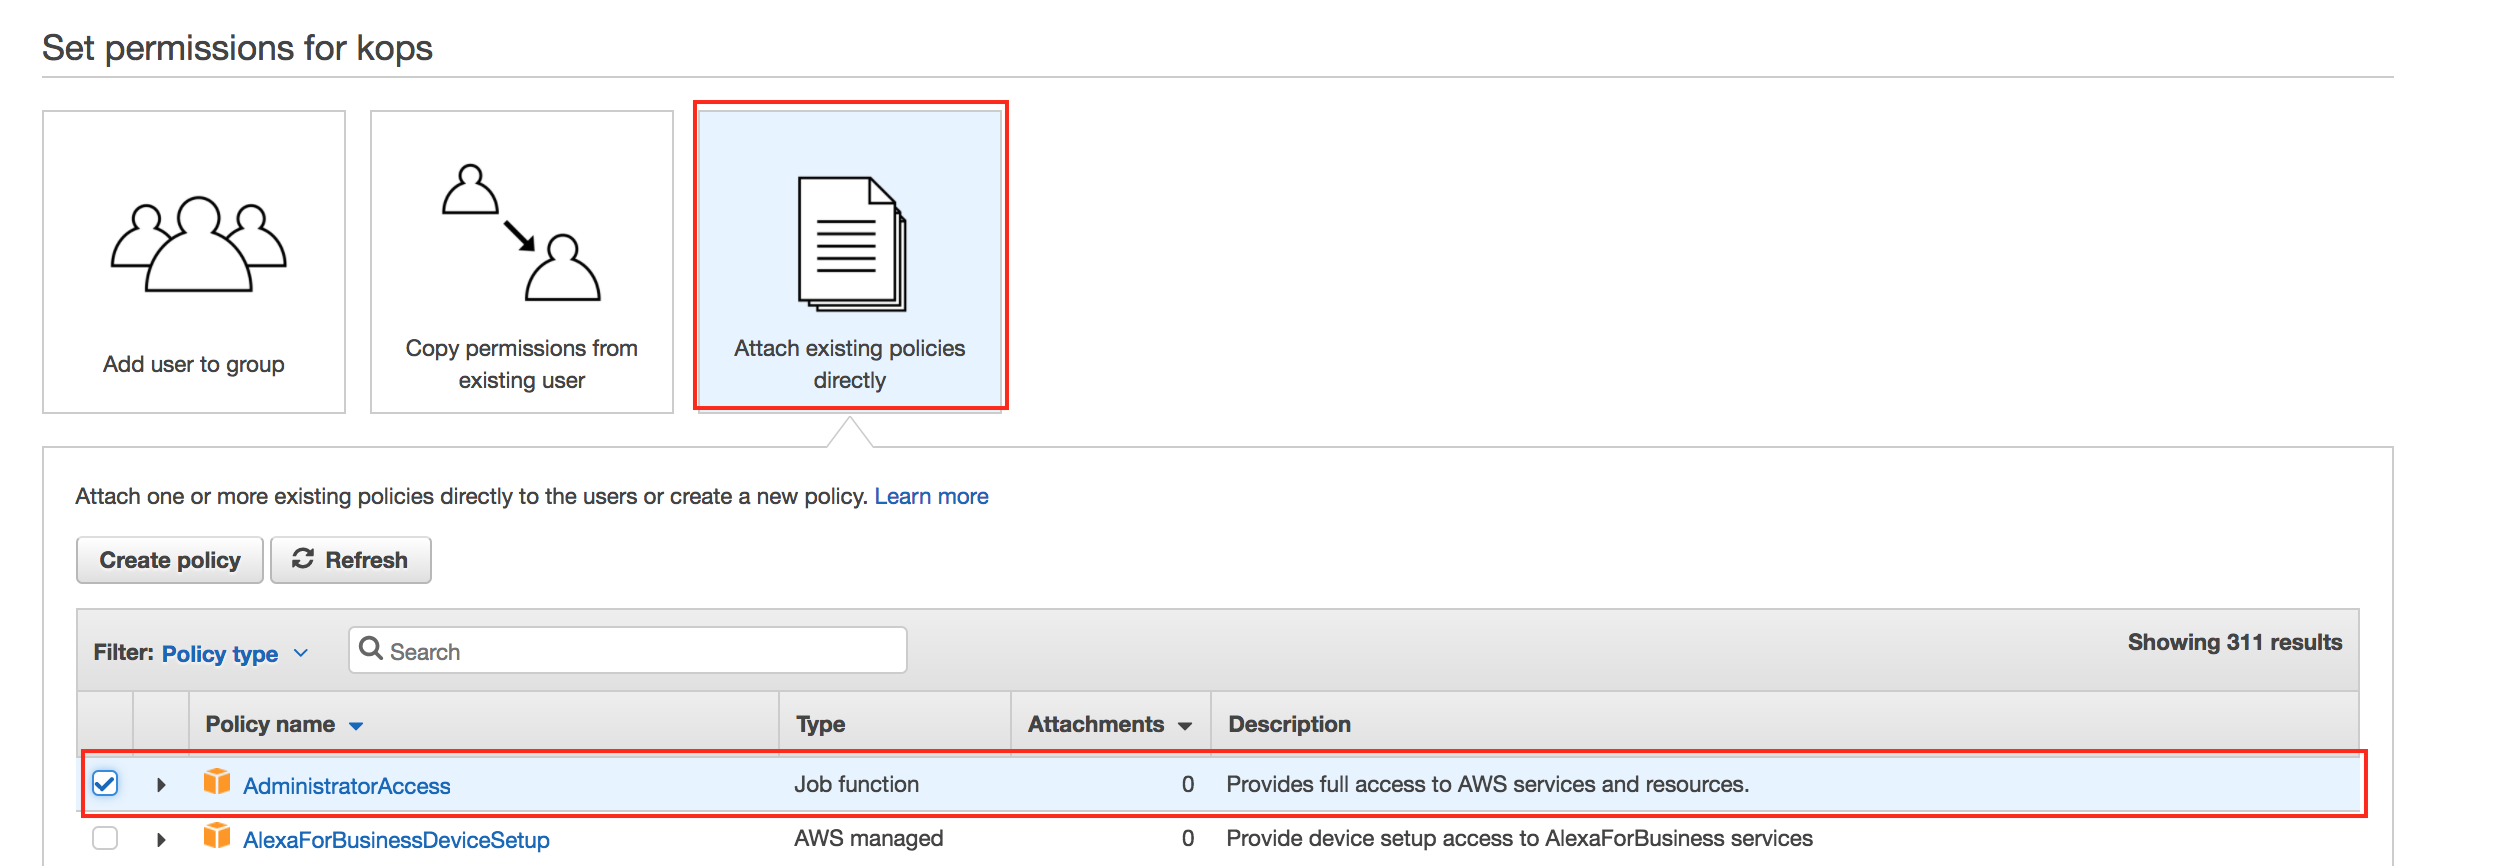 Set permissions for kops
Add user to group
Copy permissions from
existing user
Attach existing policies
directly
Attach one or more existing policies directly to the users or create a new policy. Learn more
Create policy Refresh
Filter: Policy type Search Showing 311 results
Policy name Type Attachments Description
AdministratorAccess Job function 0 Provides full access to AWS services and resources.
AlexaForBusinessDeviceSetup AWS managed 0 Provide device setup access to AlexaForBusiness services